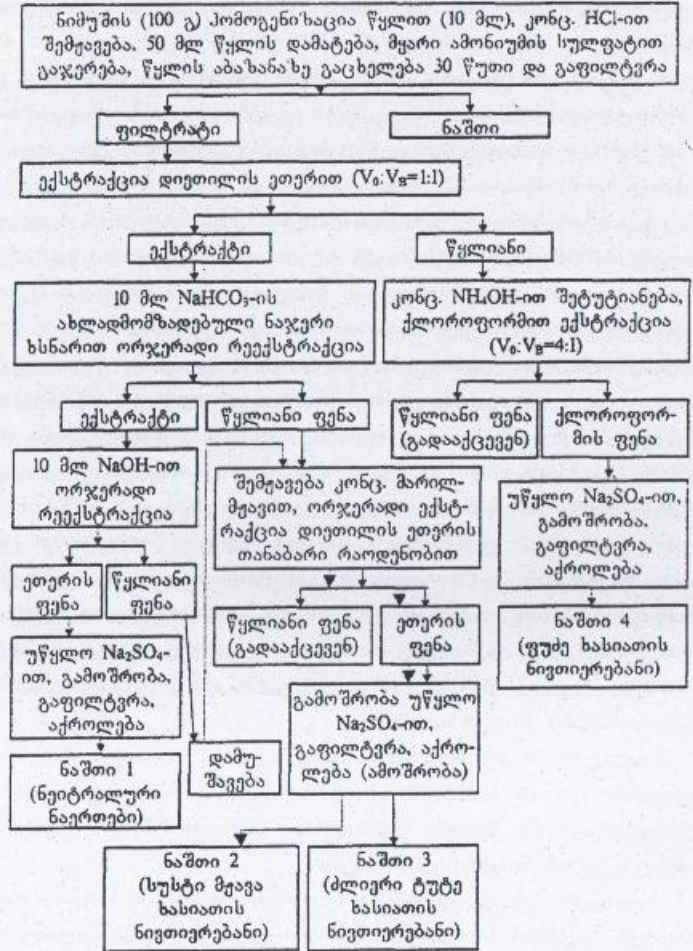 ნიმუშის (100 გ) ჰომოგენიზაცია წყლით (10 მლ), კონც. HCl-ით
შემჟავება, 50 მლ წყლის დამატება, მყარი ამონიუმის სულფატით
გაჯერება, წყლის აბაზანაზე გაცხელება 30 წუთი და გაფილტვრა
ფილტრატი
ნაშთი
ექსტრაქცია დიეთილის ეთერით (V₀:Vв=1:1)
ექსტრაქტი
წყლიანი
10 მლ NaHCO₃-ის
ახლადმომზადებული ნაჯერი
ხსნარით ორჯერადი რეექსტრაქცია
კონც. NH₄OH-ით შეტუტიანება,
ქლოროფორმით ექსტრაქცია
(V₀:Vв=4:1)
ექსტრაქტი
წყლიანი ფენა
წყლიანი ფენა
(გადააქცევენ)
ქლოროფორ-
მის ფენა
10 მლ NaOH-ით
ორჯერადი
რეექსტრაქცია
შემჟავება კონც. მარილ-
მჟავით, ორჯერადი ექსტ-
რაქცია დიეთილის ეთერის
თანაბარი რაოდენობით
უწყლო Na₂SO₄-ით,
გამოშრობა,
გაფილტვრა,
აქროლება
ეთერის
ფენა
წყლიანი
ფენა
წყლიანი ფენა
(გადააქცევენ)
ეთერის
ფენა
ნაშთი 4
(ფუძე ხასიათის
ნივთიერებანი)
უწყლო Na₂SO₄-
ით, გამოშრობა,
გაფილტვრა,
აქროლება
გამოშრობა უწყლო
Na₂SO₄-ით,
გაფილტვრა, აქრო-
ლება (ამოშრობა)
დამუ-
შავება
ნაშთი 1
(ნეიტრალური
ნაერთები)
ნაშთი 2
(სუსტი მჟავა
ხასიათის
ნივთიერებანი)
ნაშთი 3
(ძლიერი ტუტე
ხასიათის
ნივთიერებანი)